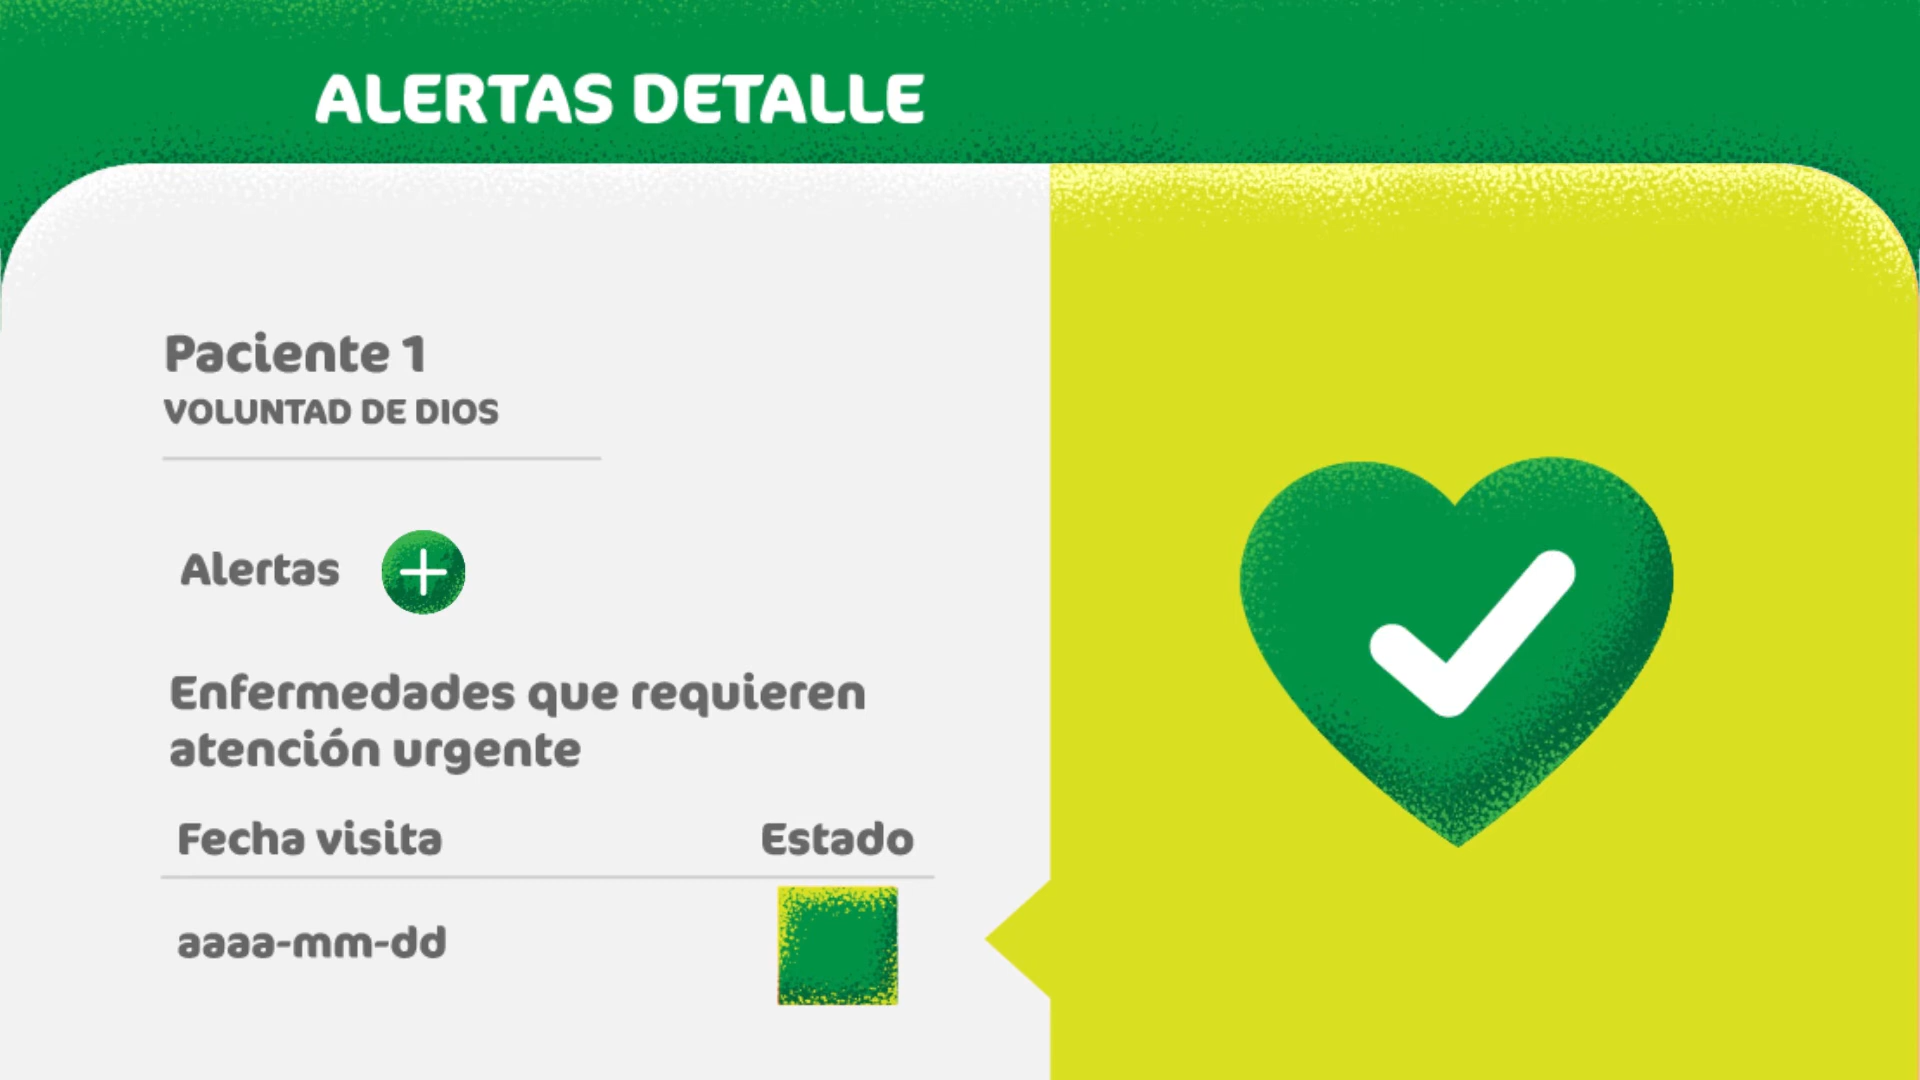 ALERTAS DETALLE
Paciente 1
VOLUNTAD DE DIOS
Alertas
Enfermedades que requieren
atención urgente
Fecha visita Estado
aaaa-mm-dd